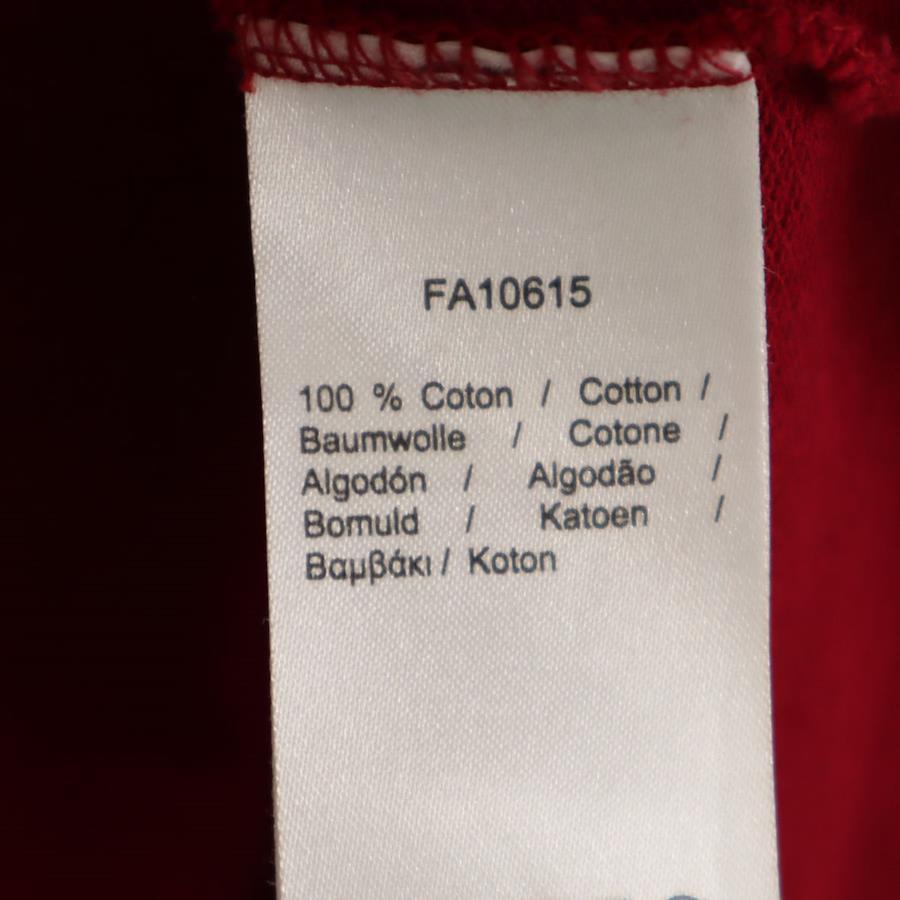 FA10615
100 % Coton / Cotton /
Baumwolle / Cotone /
Algodón / Algodão /
Bomuld / Katoen /
Βαμβάκι / Koton